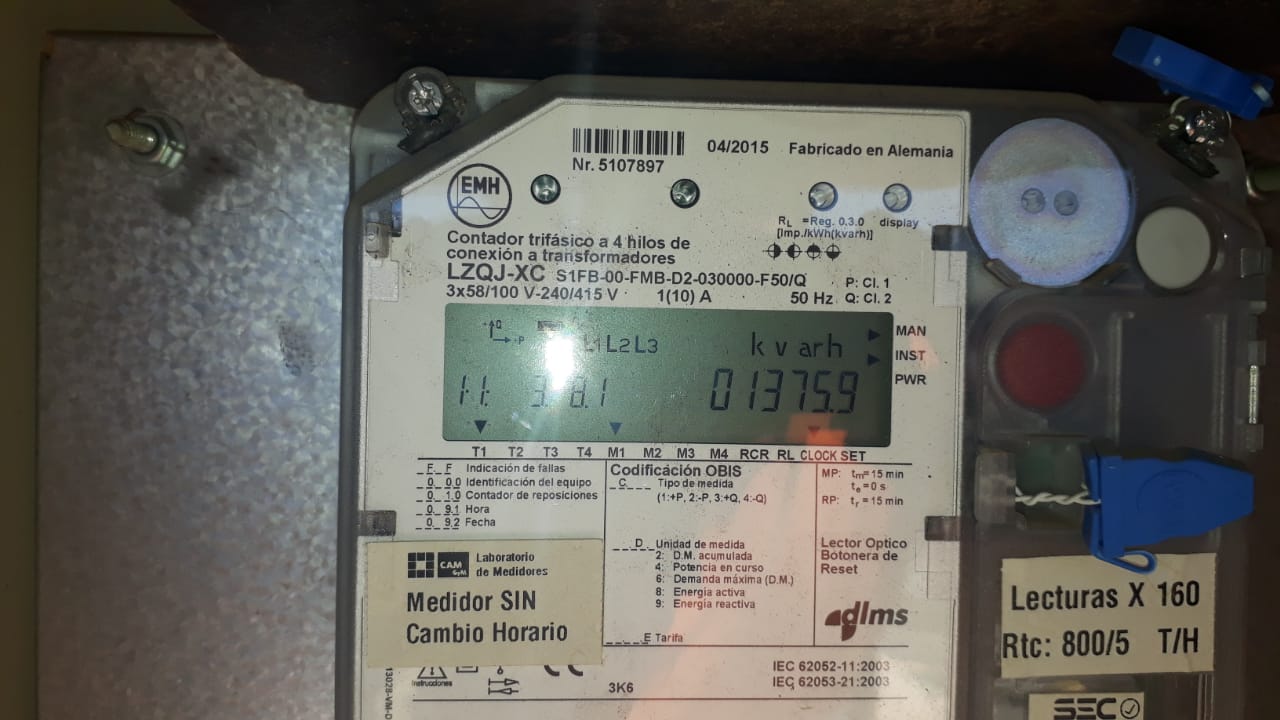 04/2015 Fabricado en Alemania
Nr. 5107897
EMH
RL =Reg. 0.3.0 display
[Imp./kWh(kvarh)]
Contador trifásico a 4 hilos de
conexión a transformadores
LZQJ-XC S1FB-00-FMB-D2-030000-F50/Q P: Cl. 1
3x58/100 V-240/415 V 1(10) A 50 Hz Q: Cl. 2
+Q
-P
L1L2L3 kvarh
MAN
INST
PWR
01375.9
T1 T2 T3 T4 M1 M2 M3 M4 RCR RL CLOCK SET
F. F Indicación de fallas
0. 0.0 Identificación del equipo
0. 1.0 Contador de reposiciones
0. 9.1 Hora
0. 9.2 Fecha
Codificación OBIS
C Tipo de medida
(1:+P, 2:-P, 3:+Q, 4:-Q)
D Unidad de medida
2: D.M. acumulada
4: Potencia en curso
6: Demanda máxima (D.M.)
8: Energia activa
9: Energia reactiva
E Tarifa
MP: tm=15 min
te=0 s
RP: tr=15 min
Lector Optico
Botonera de
Reset
dlms
CAM
GyM
Laboratorio
de Medidores
Medidor SIN
Cambio Horario
Lecturas X 160
Rtc: 800/5 T/H
Instrucciones
CC
3K6
IEC 62052-11:2003
IEC 62053-21:2003
SEC